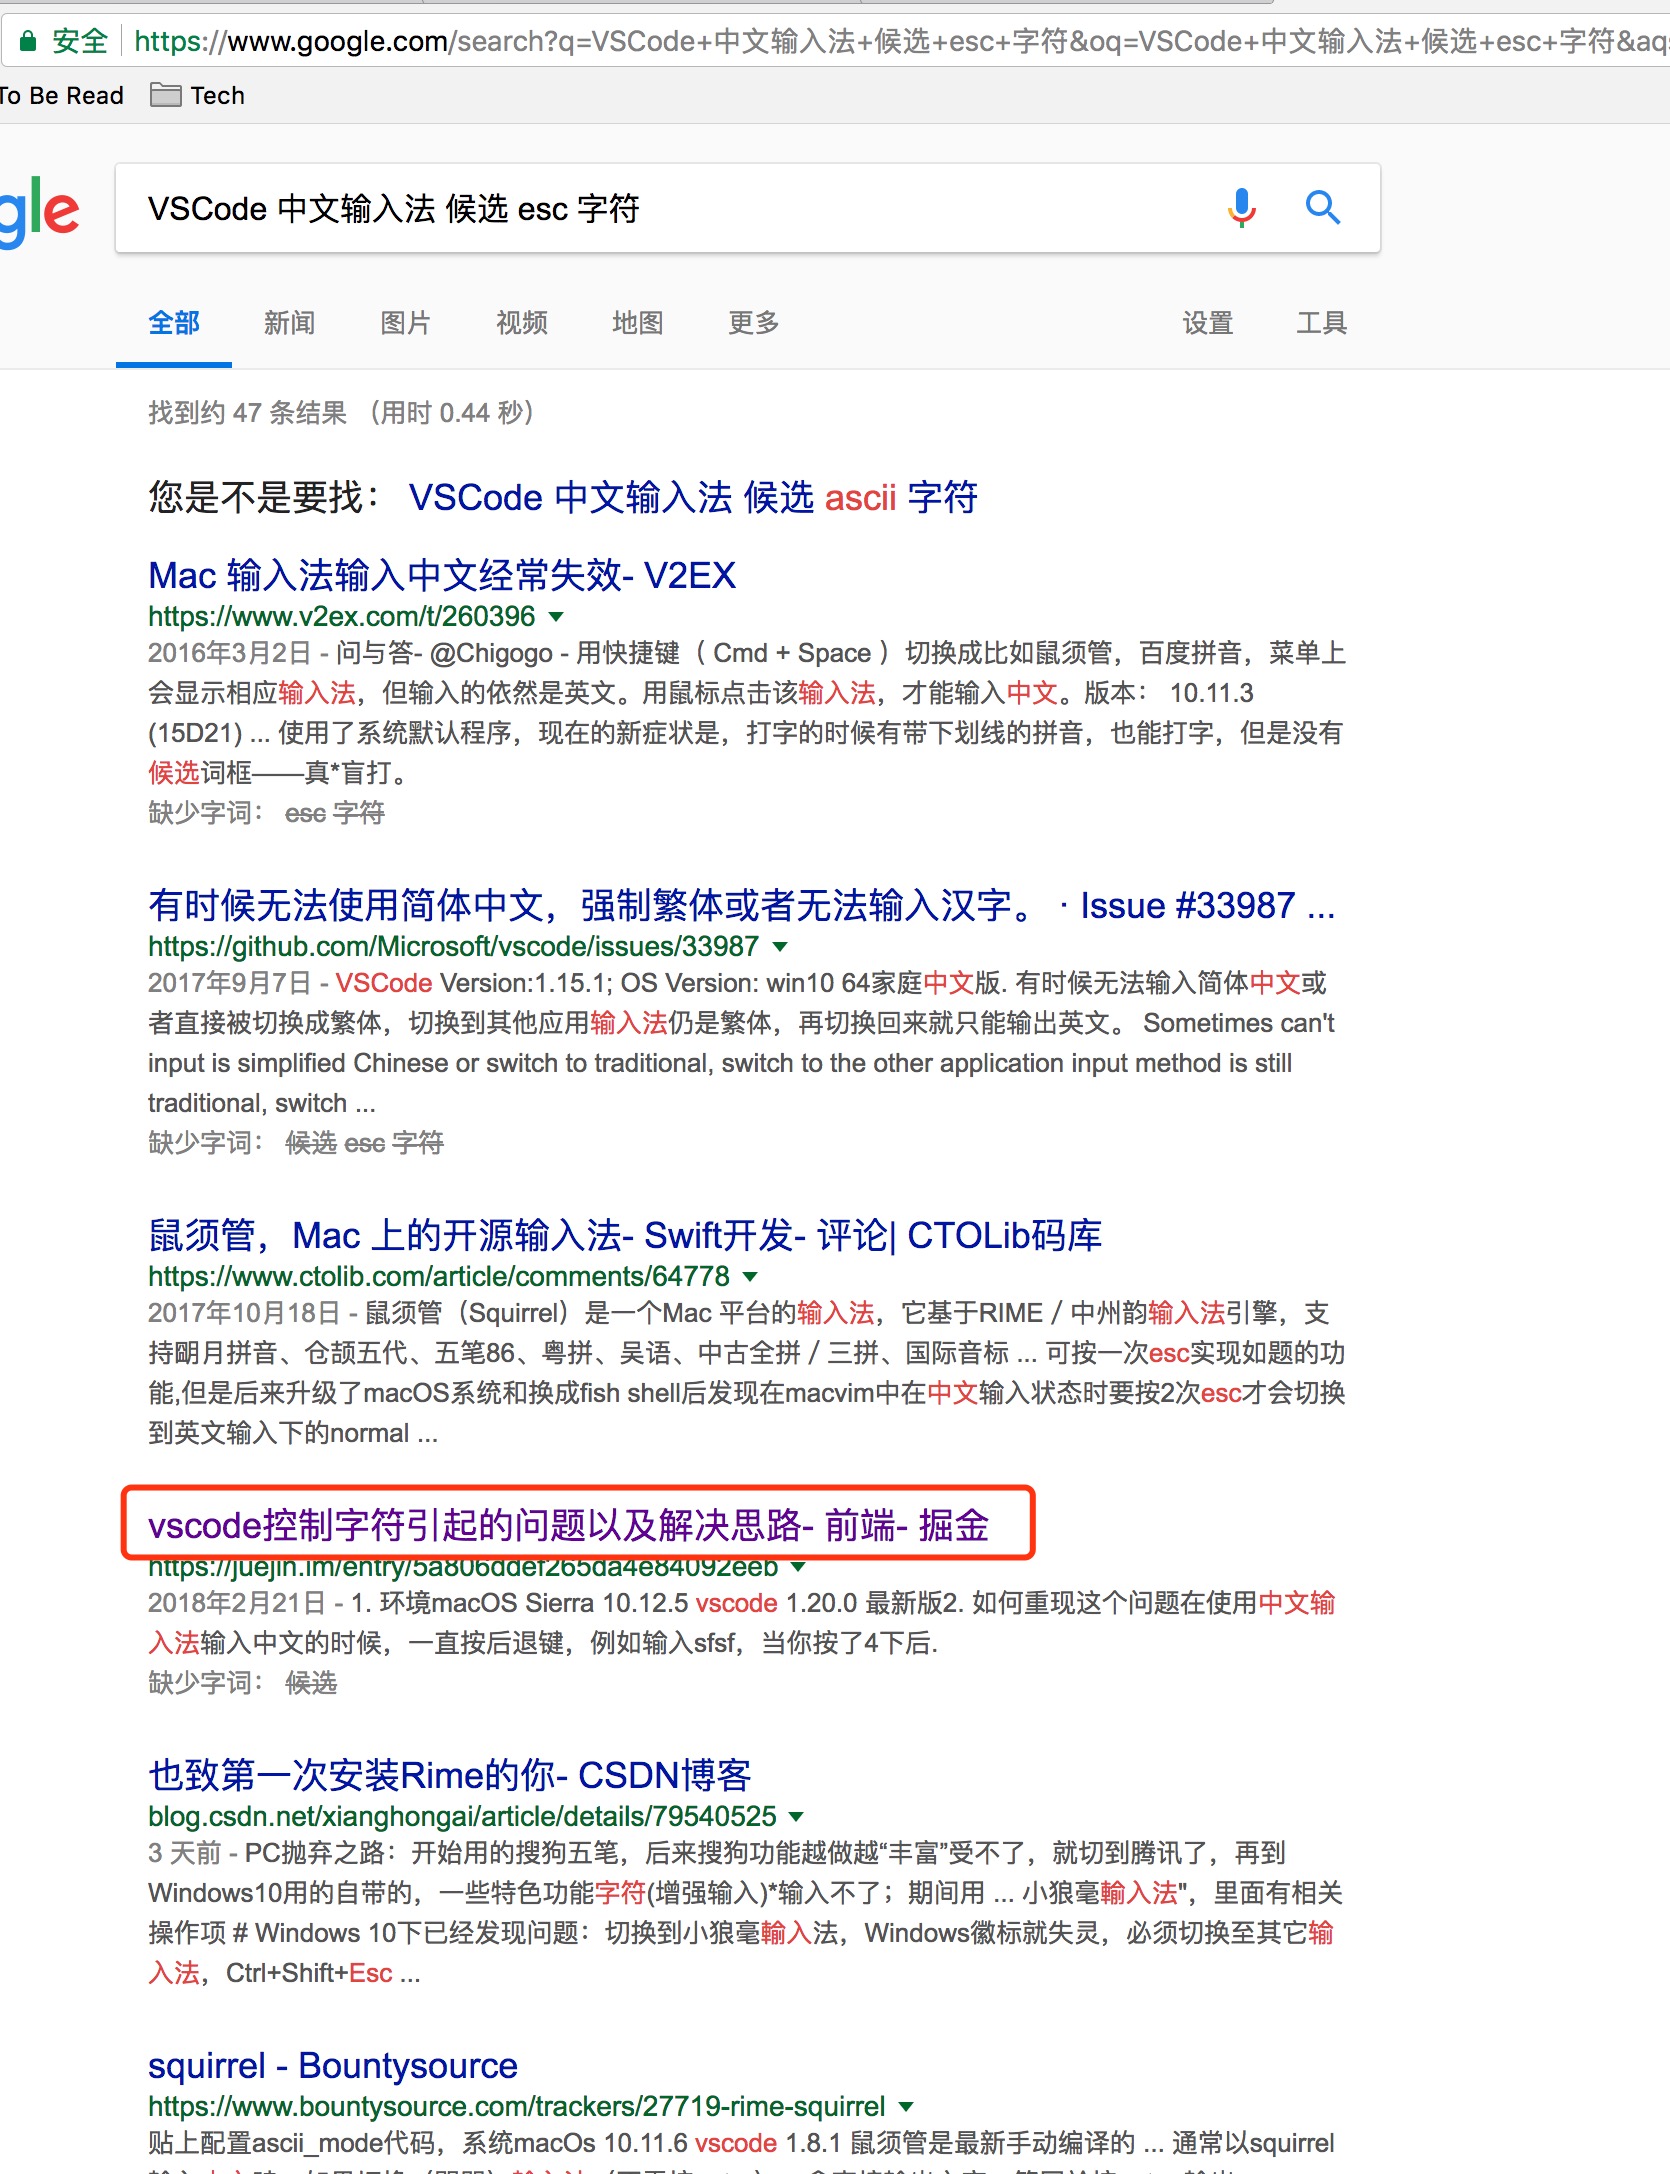 安全 https://www.google.com/search?q=VSCode+中文输入法+候选+esc+字符&oq=VSCode+中文输入法+候选+esc+字符&aqs
To Be Read Tech
gle VSCode 中文输入法 候选 esc 字符
全部 新闻 图片 视频 地图 更多 设置 工具
找到约 47 条结果 （用时 0.44 秒）
您是不是要找： VSCode 中文输入法 候选 ascii 字符
Mac 输入法输入中文经常失效- V2EX
https://www.v2ex.com/t/260396
2016年3月2日 - 问与答- @Chigogo - 用快捷键（ Cmd + Space ）切换成比如鼠须管，百度拼音，菜单上
会显示相应输入法，但输入的依然是英文。用鼠标点击该输入法，才能输入中文。版本： 10.11.3
(15D21) ... 使用了系统默认程序，现在的新症状是，打字的时候有带下划线的拼音，也能打字，但是没有
候选词框——真*盲打。
缺少字词： esc 字符
有时候无法使用简体中文，强制繁体或者无法输入汉字。 · Issue #33987 ...
https://github.com/Microsoft/vscode/issues/33987
2017年9月7日 - VSCode Version:1.15.1; OS Version: win10 64家庭中文版. 有时候无法输入简体中文或
者直接被切换成繁体，切换到其他应用输入法仍是繁体，再切换回来就只能输出英文。 Sometimes can't
input is simplified Chinese or switch to traditional, switch to the other application input method is still
traditional, switch ...
缺少字词： 候选 esc 字符
鼠须管，Mac 上的开源输入法- Swift开发- 评论| CTOLib码库
https://www.ctolib.com/article/comments/64778
2017年10月18日 - 鼠须管（Squirrel）是一个Mac 平台的输入法，它基于RIME／中州韵输入法引擎，支
持朙月拼音、仓颉五代、五笔86、粤拼、吴语、中古全拼／三拼、国际音标 ... 可按一次esc实现如题的功
能,但是后来升级了macOS系统和换成fish shell后发现在macvim中在中文输入状态时要按2次esc才会切换
到英文输入下的normal ...
vscode控制字符引起的问题以及解决思路- 前端- 掘金
https://juejin.im/entry/5a806ddef265da4e84092eeb
2018年2月21日 - 1. 环境macOS Sierra 10.12.5 vscode 1.20.0 最新版2. 如何重现这个问题在使用中文输
入法输入中文的时候，一直按后退键，例如输入sfsf，当你按了4下后.
缺少字词： 候选
也致第一次安装Rime的你- CSDN博客
blog.csdn.net/xianghongai/article/details/79540525
3 天前 - PC抛弃之路：开始用的搜狗五笔，后来搜狗功能越做越“丰富”受不了，就切到腾讯了，再到
Windows10用的自带的，一些特色功能字符(增强输入)*输入不了；期间用 ... 小狼毫輸入法"，里面有相关
操作项 # Windows 10下已经发现问题：切换到小狼毫輸入法，Windows徽标就失灵，必须切换至其它输
入法，Ctrl+Shift+Esc ...
squirrel - Bountysource
https://www.bountysource.com/trackers/27719-rime-squirrel
贴上配置ascii_mode代码，系统macOs 10.11.6 vscode 1.8.1 鼠须管是最新手动编译的 ... 通常以squirrel